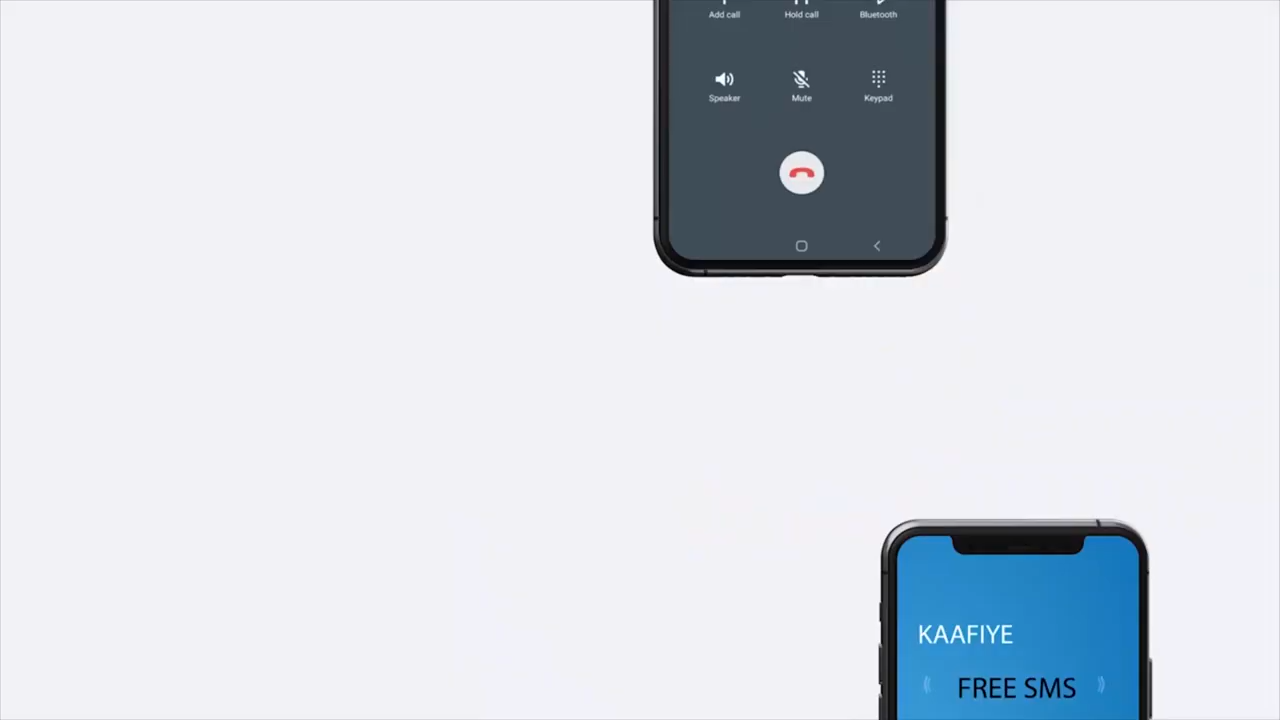 Add call Hold call Bluetooth
Speaker Mute Keypad
KAAFIYE
FREE SMS